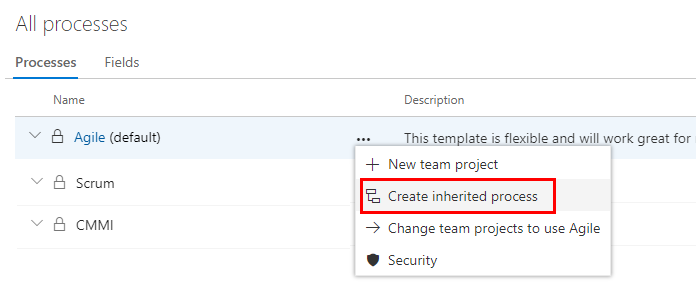 All processes
Processes Fields
Name Description
Agile (default) ... This template is flexible and will work great for
New team project
Scrum
Create inherited process
CMMI
Change team projects to use Agile
Security